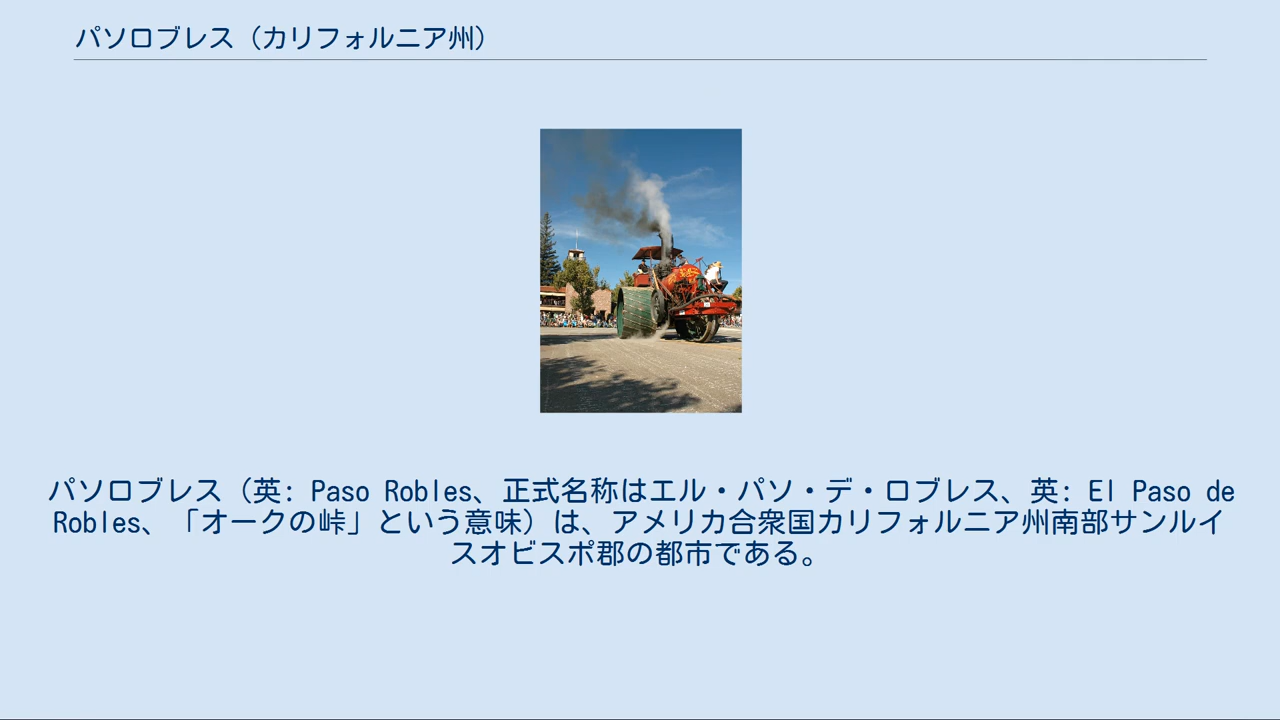 パソロブレス（カリフォルニア州）
パソロブレス（英: Paso Robles、正式名称はエル・パソ・デ・ロブレス、英: El Paso de
Robles、「オークの峠」という意味）は、アメリカ合衆国カリフォルニア州南部サンルイ
スオビスポ郡の都市である。